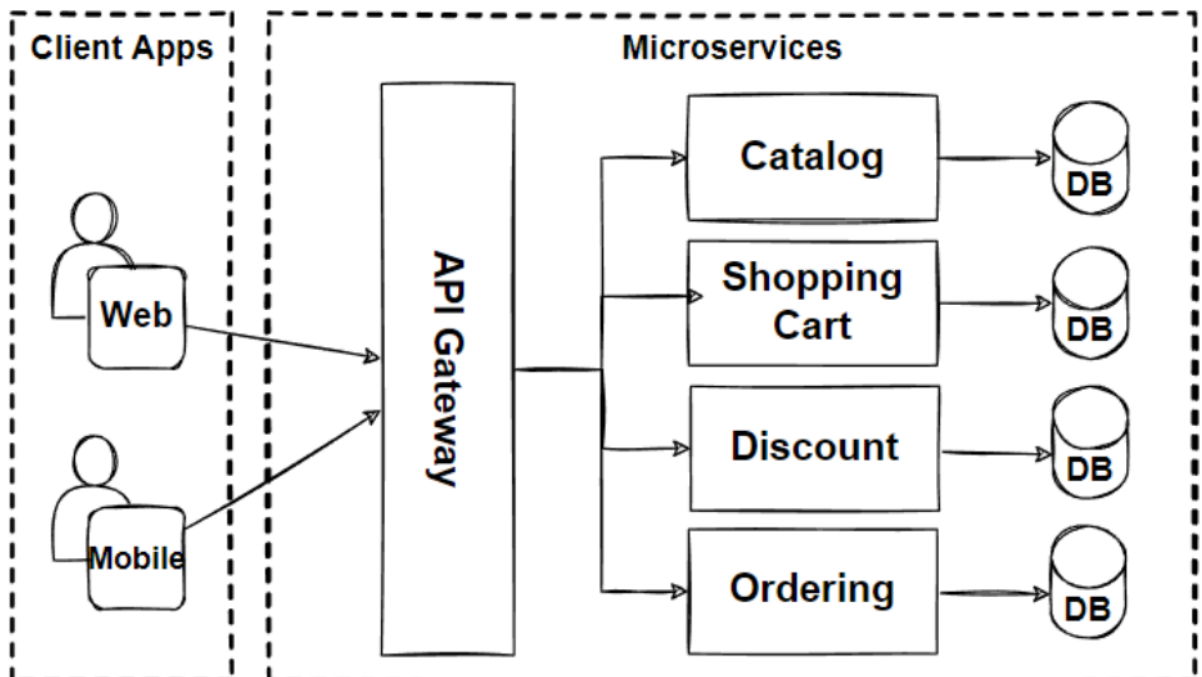 Client Apps
Microservices
Web
Mobile
API Gateway
Catalog
DB
Shopping
Cart
DB
Discount
DB
Ordering
DB